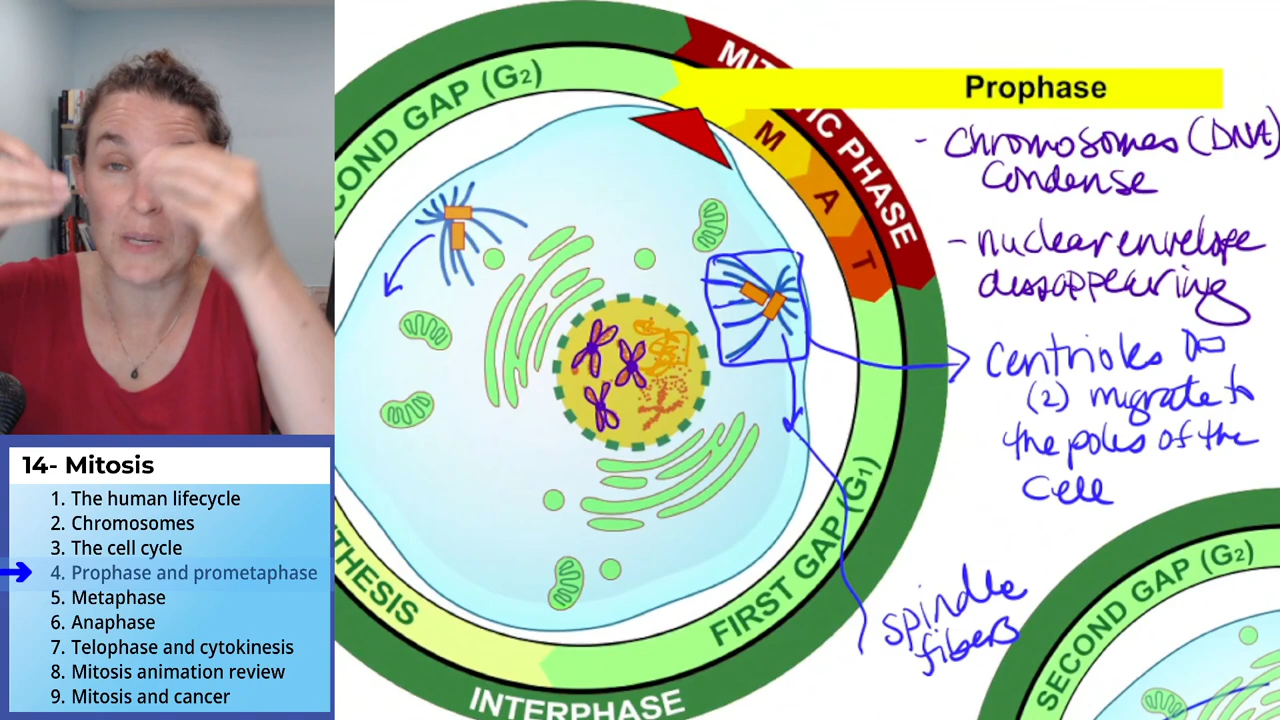 SECOND GAP (G2)
MITOTIC PHASE
Prophase
M
A
T
- Chromosomes (DNA)
Condense
- nuclear envelope
disappearing
Centrioles
(2) migrate to
the poles of the
Cell
spindle
fibers
FIRST GAP (G1)
THESIS
INTERPHASE
SECOND GAP (G2)
14- Mitosis
1. The human lifecycle
2. Chromosomes
3. The cell cycle
4. Prophase and prometaphase
5. Metaphase
6. Anaphase
7. Telophase and cytokinesis
8. Mitosis animation review
9. Mitosis and cancer